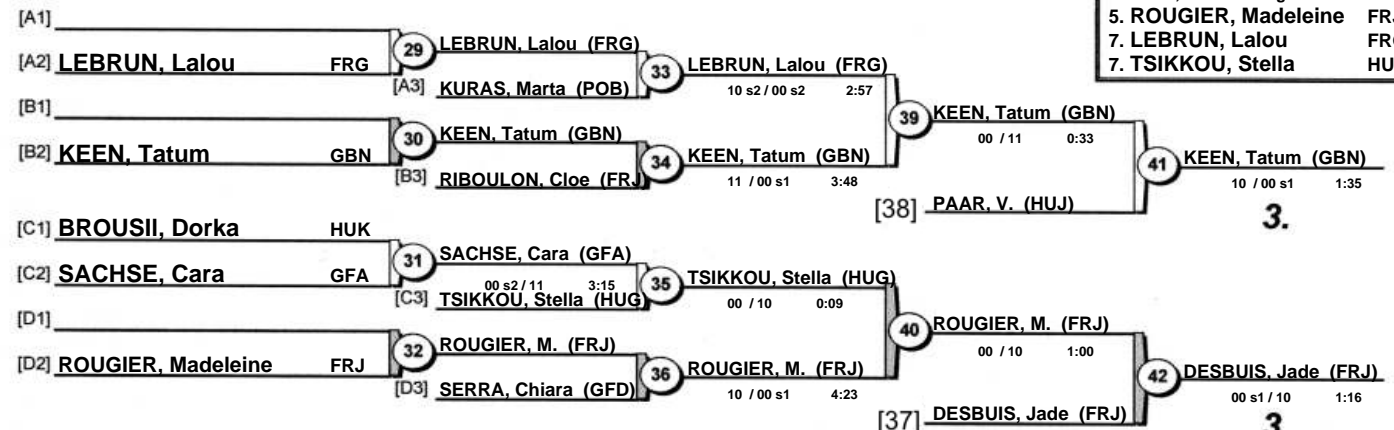 5. ROUGIER, Madeleine FRJ
7. LEBRUN, Lalou
7. TSIKKOU, Stella
[A1]
[A2] LEBRUN, Lalou FRG
29 LEBRUN, Lalou (FRG)
[A3] KURAS, Marta (POB)
33 LEBRUN, Lalou (FRG)
10 s2 / 00 s2 2:57
[B1]
[B2] KEEN, Tatum GBN
30 KEEN, Tatum (GBN)
[B3] RIBOULON, Cloe (FRJ)
34 KEEN, Tatum (GBN)
11 / 00 s1 3:48
39 KEEN, Tatum (GBN)
00 / 11 0:33
[38] PAAR, V. (HUJ)
41 KEEN, Tatum (GBN)
10 / 00 s1 1:35
3.
[C1] BROUSII, Dorka HUK
[C2] SACHSE, Cara GFA
31 SACHSE, Cara (GFA)
00 s2 / 11 3:15
[C3] TSIKKOU, Stella (HUG)
35 TSIKKOU, Stella (HUG)
00 / 10 0:09
[D1]
[D2] ROUGIER, Madeleine FRJ
32 ROUGIER, M. (FRJ)
[D3] SERRA, Chiara (GFD)
36 ROUGIER, M. (FRJ)
10 / 00 s1 4:23
40 ROUGIER, M. (FRJ)
00 / 10 1:00
[37] DESBUIS, Jade (FRJ)
42 DESBUIS, Jade (FRJ)
00 s1 / 10 1:16
3.